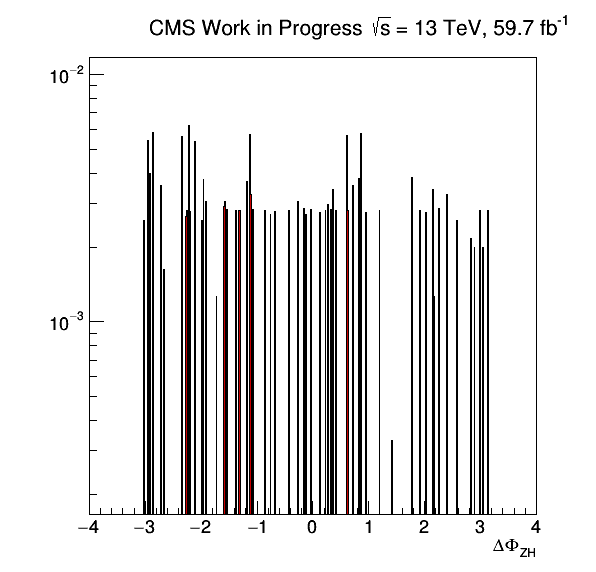 CMS Work in Progress √s = 13 TeV, 59.7 fb⁻¹
10⁻²
10⁻³
−4 −3 −2 −1 0 1 2 3 4
ΔΦ_ZH